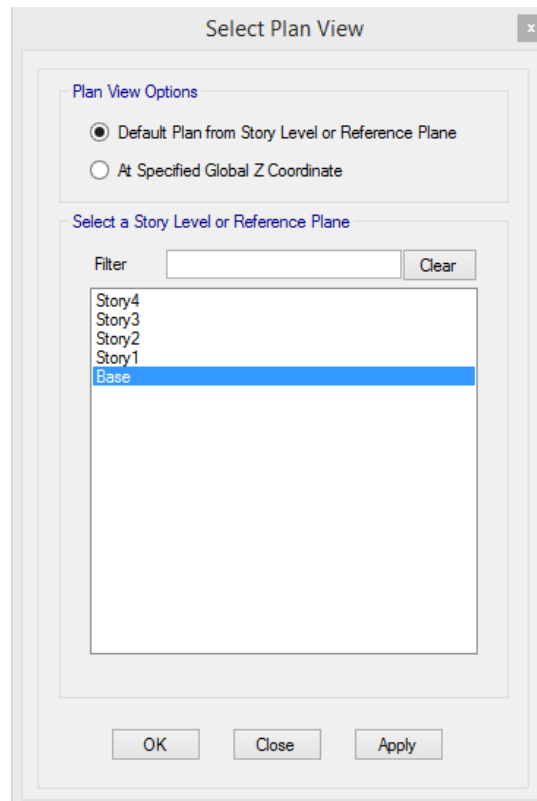 Select Plan View
x
Plan View Options
Default Plan from Story Level or Reference Plane
At Specified Global Z Coordinate
Select a Story Level or Reference Plane
Filter Clear
Story4
Story3
Story2
Story1
Base
OK Close Apply